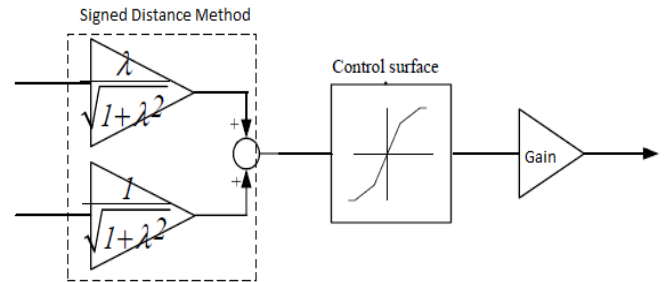 Signed Distance Method
λ
√1+λ²
Control surface
+
Gain
+
1
√1+λ²